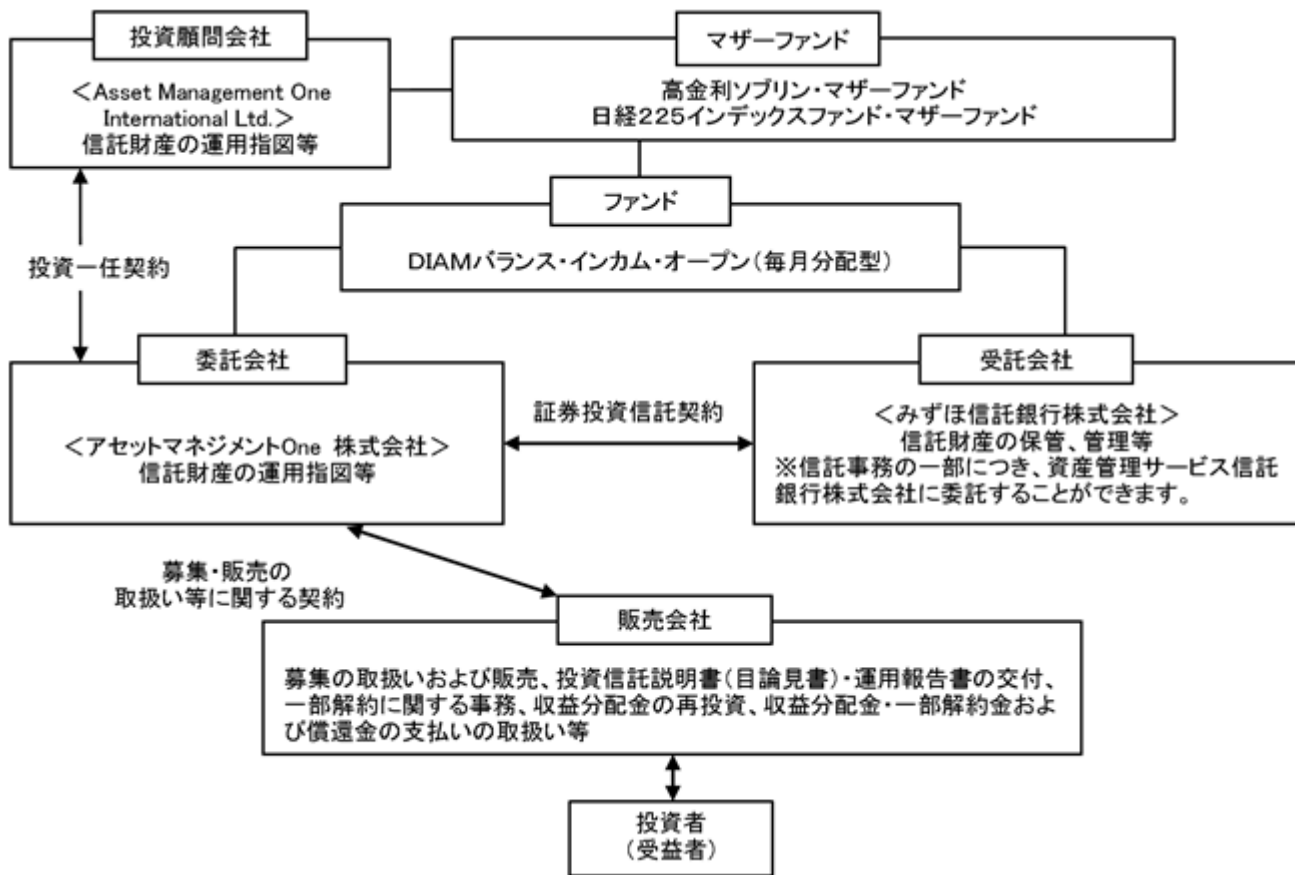 投資顧問会社
＜Asset Management One
International Ltd.＞
信託財産の運用指図等
マザーファンド
高金利ソブリン・マザーファンド
日経２２５インデックスファンド・マザーファンド
ファンド
DIAMバランス・インカム・オープン（毎月分配型）
投資一任契約
委託会社
＜アセットマネジメントOne 株式会社＞
信託財産の運用指図等
証券投資信託契約
受託会社
＜みずほ信託銀行株式会社＞
信託財産の保管、管理等
※信託事務の一部につき、資産管理サービス信託
銀行株式会社に委託することができます。
募集・販売の
取扱い等に関する契約
販売会社
募集の取扱いおよび販売、投資信託説明書（目論見書）・運用報告書の交付、
一部解約に関する事務、収益分配金の再投資、収益分配金・一部解約金およ
び償還金の支払いの取扱い等
投資者
（受益者）